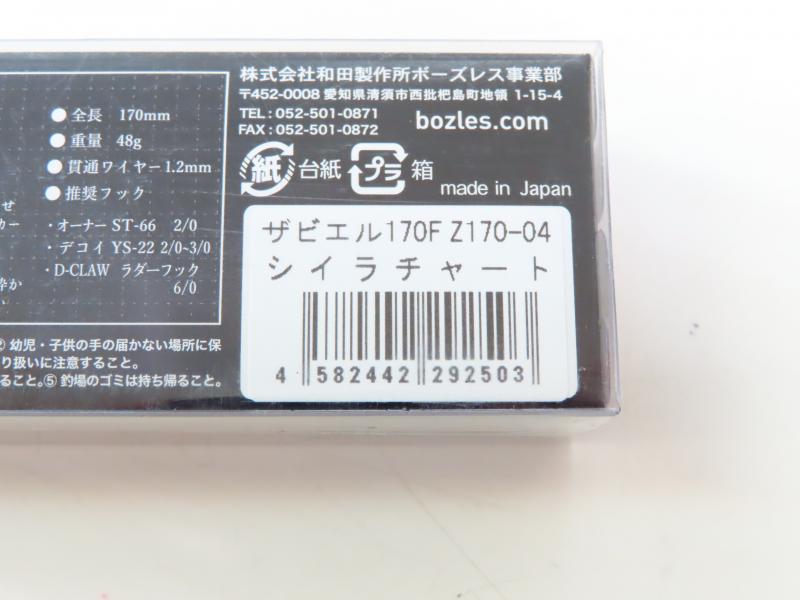 ● 全長 170mm
● 重量 48g
● 貫通ワイヤー1.2mm
● 推奨フック
・オーナー ST-66 2/0
・デコイ YS-22 2/0~3/0
・D-CLAW ラダーフック
6/0
せ
カー
か
② 幼児・子供の手の届かない場所に保
り扱いに注意すること。
ること。⑤ 釣場のゴミは持ち帰ること。
株式会社和田製作所ボーズレス事業部
〒452-0008 愛知県清須市西枇杷島町地領 1-15-4
TEL : 052-501-0871
FAX : 052-501-0872
bozles.com
紙 台紙 プラ 箱
made in Japan
ザビエル170F Z170-04
シイラチャート
4 582442 292503